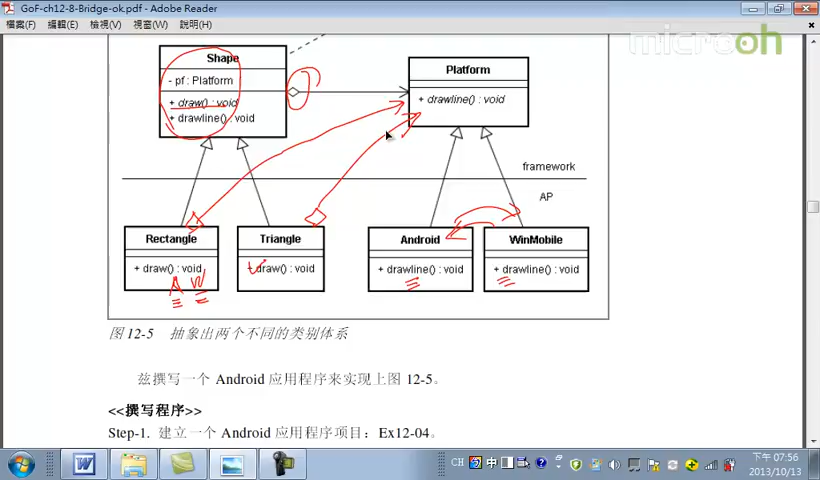 GoF-ch12-8-Bridge-ok.pdf - Adobe Reader
檔案(F) 編輯(E) 檢視(V) 視窗(W) 說明(H)
microoh
Shape
- pf : Platform
+ draw() : void
+ drawline() : void
Platform
+ drawline() : void
framework
AP
Rectangle
+ draw() : void
Triangle
+ draw() : void
Android
+ drawline() : void
WinMobile
+ drawline() : void
A W
图 12-5 抽象出两个不同的类别体系
兹撰写一个 Android 应用程序来实现上图 12-5。
<<撰写程序>>
Step-1. 建立一个 Android 应用程序项目：Ex12-04。
CH 中
下午 07:56
2013/10/13